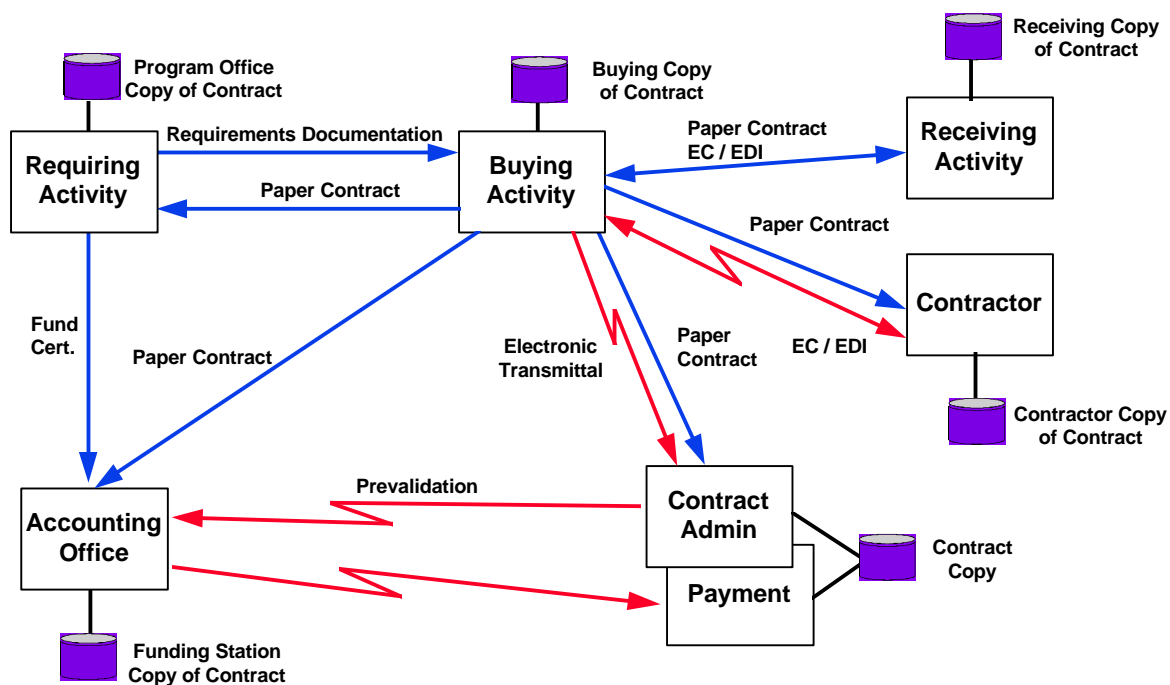 Program Office
Copy of Contract
Buying Copy
of Contract
Receiving Copy
of Contract
Requiring
Activity
Requirements Documentation
Paper Contract
Buying
Activity
Paper Contract
EC / EDI
Receiving
Activity
Paper Contract
Contractor
EC / EDI
Contractor Copy
of Contract
Fund
Cert.
Paper Contract
Electronic
Transmittal
Paper
Contract
Accounting
Office
Prevalidation
Contract
Admin
Payment
Contract
Copy
Funding Station
Copy of Contract